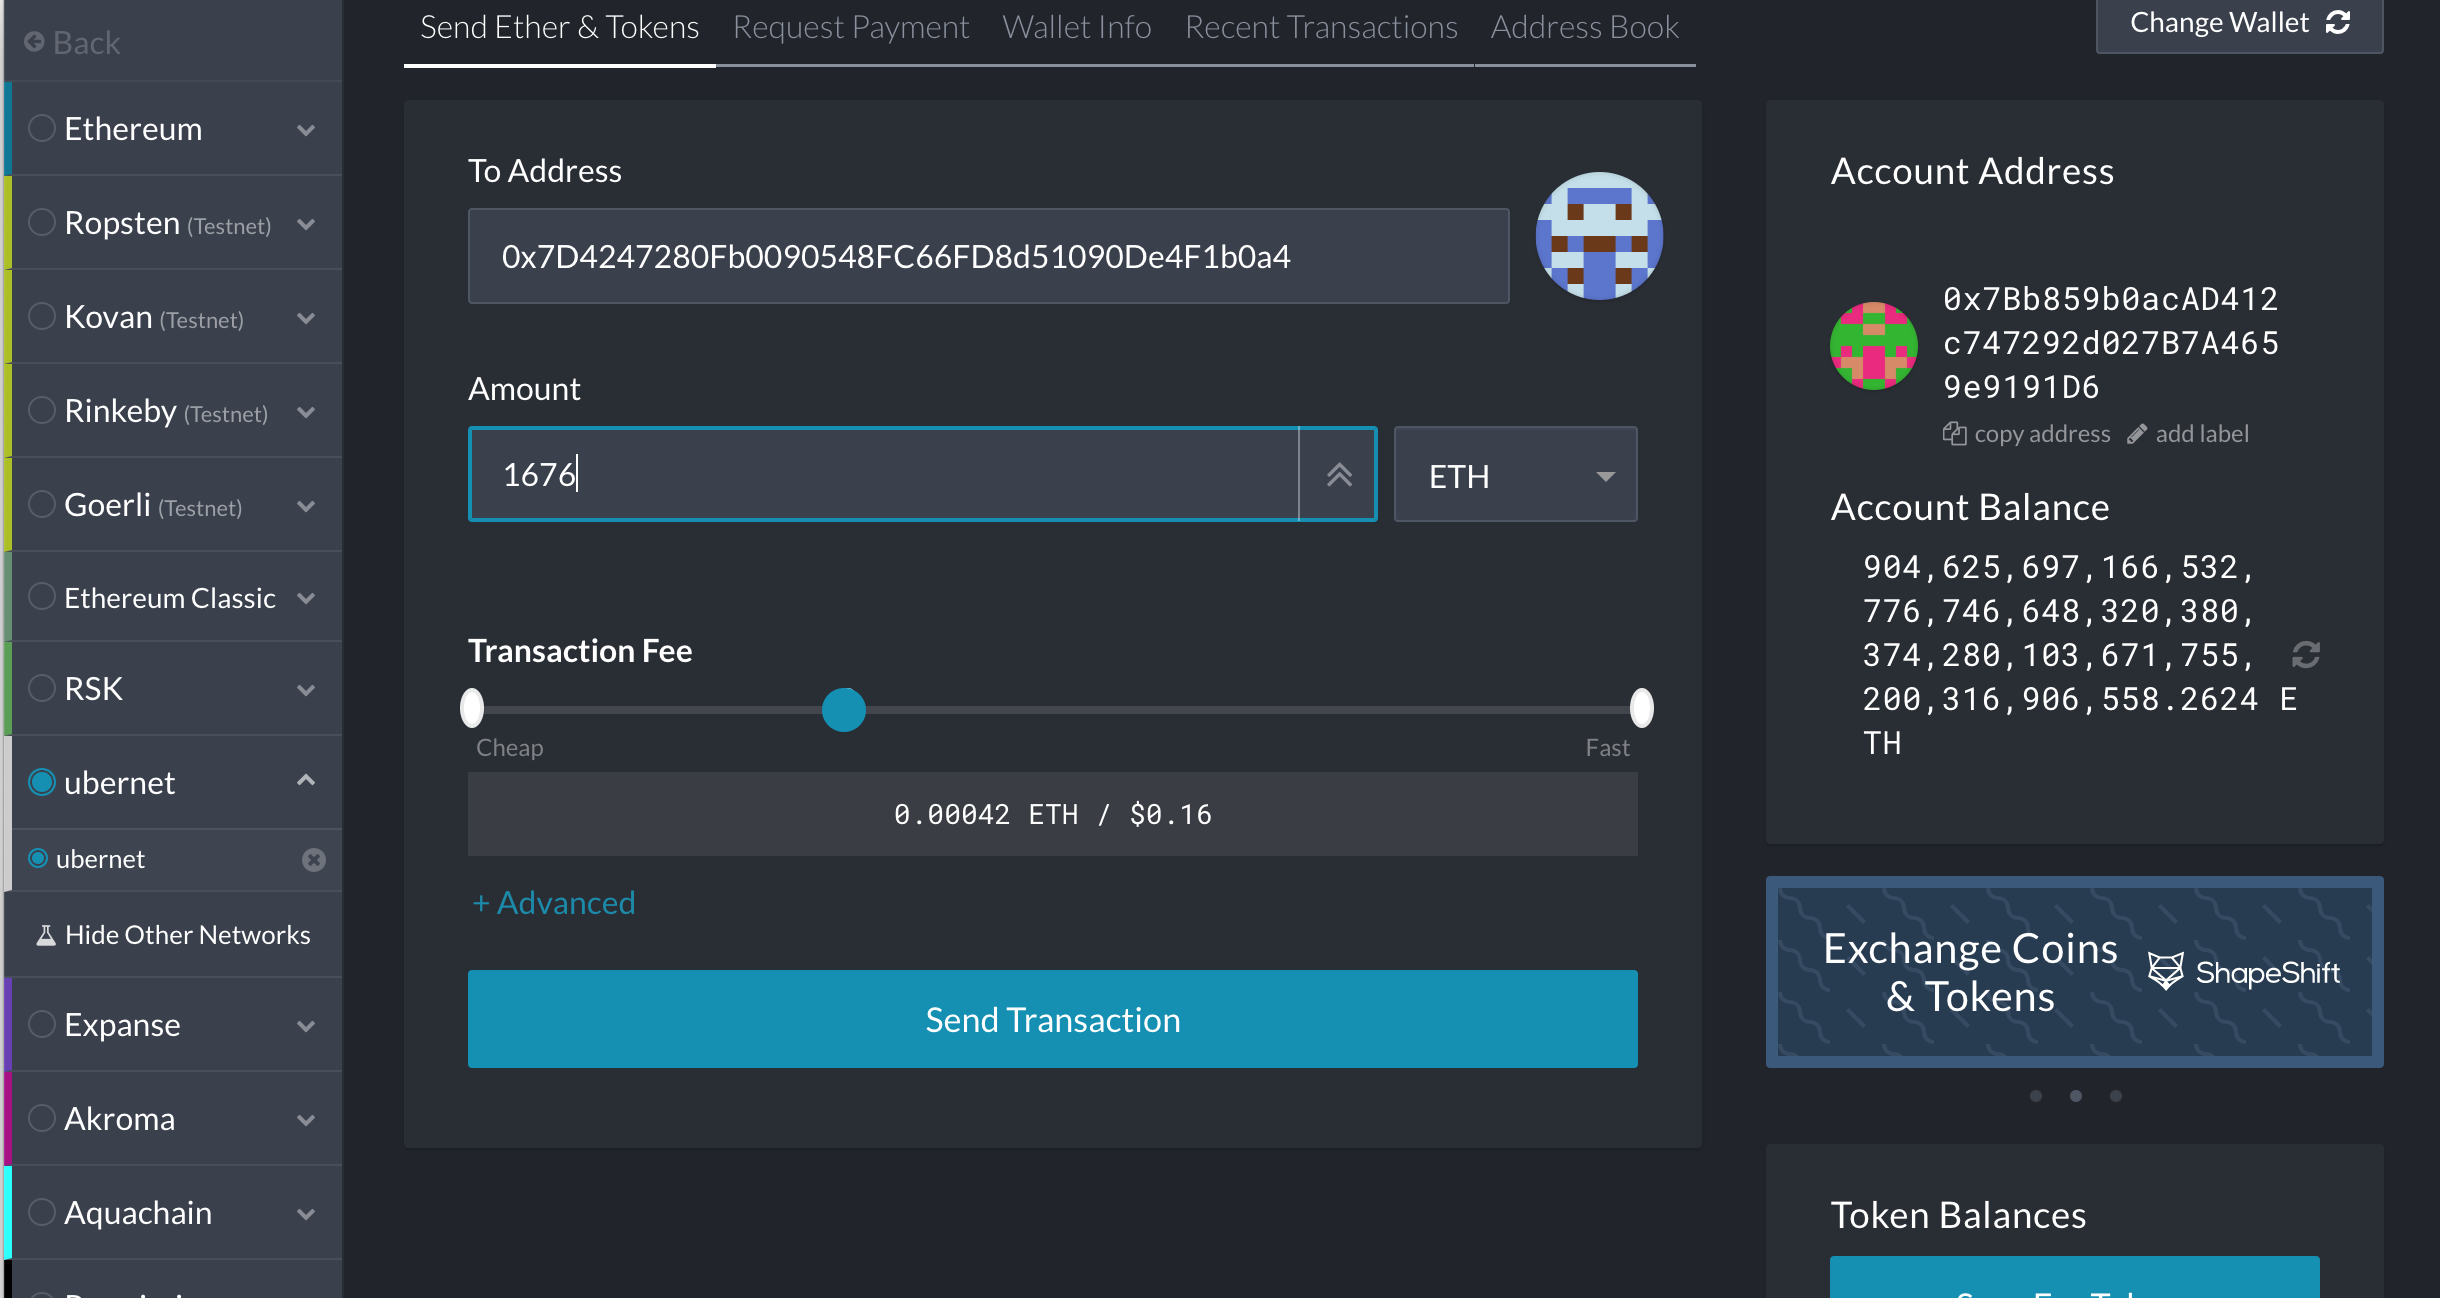 Back
Ethereum
Ropsten (Testnet)
Kovan (Testnet)
Rinkeby (Testnet)
Goerli (Testnet)
Ethereum Classic
RSK
ubernet
ubernet
Hide Other Networks
Expanse
Akroma
Aquachain
Send Ether & Tokens
Request Payment
Wallet Info
Recent Transactions
Address Book
Change Wallet
To Address
0x7D4247280Fb0090548FC66FD8d51090De4F1b0a4
Amount
1676
ETH
Transaction Fee
Cheap
Fast
0.00042 ETH / $0.16
+ Advanced
Send Transaction
Account Address
0x7Bb859b0acAD412
c747292d027B7A465
9e9191D6
copy address
add label
Account Balance
904,625,697,166,532,
776,746,648,320,380,
374,280,103,671,755,
200,316,906,558.2624 E
TH
Exchange Coins
& Tokens
ShapeShift
Token Balances